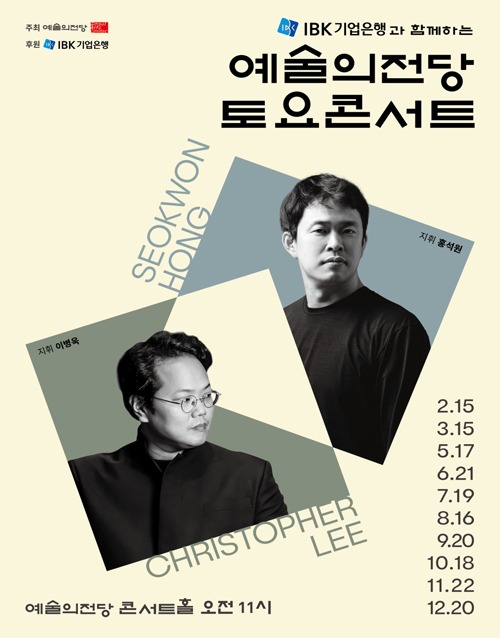 주최 예술의전당
후원 IBK기업은행
IBK기업은행과 함께하는
예술의전당
토요콘서트
SEOKWON
HONG
지휘 홍석원
지휘 이병욱
CHRISTOPHER
LEE
2.15
3.15
5.17
6.21
7.19
8.16
9.20
10.18
11.22
12.20
예술의전당 콘서트홀 오전 11시